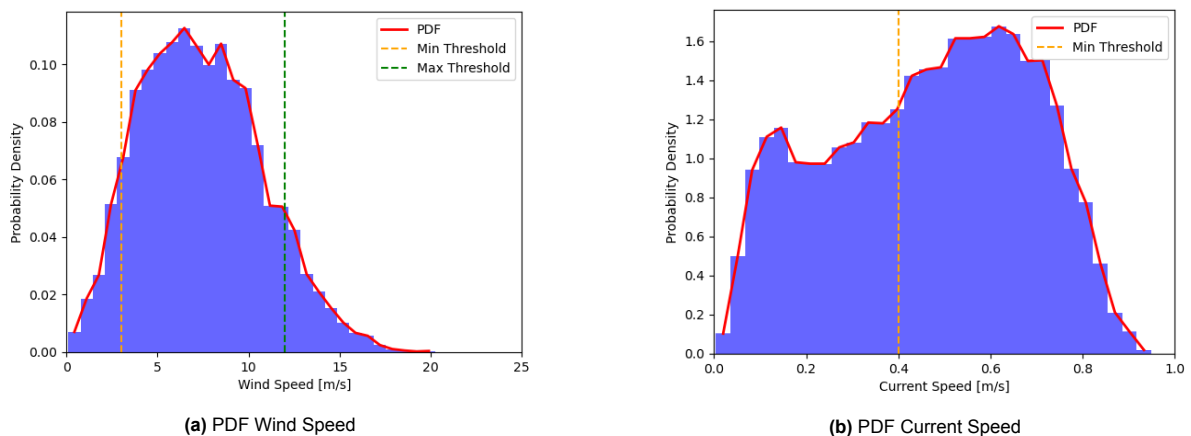 PDF
Min Threshold
Max Threshold
Probability Density
0.10
0.08
0.06
0.04
0.02
0.00
0 5 10 15 20 25
Wind Speed [m/s]
(a) PDF Wind Speed
PDF
Min Threshold
Probability Density
1.6
1.4
1.2
1.0
0.8
0.6
0.4
0.2
0.0
0.0 0.2 0.4 0.6 0.8 1.0
Current Speed [m/s]
(b) PDF Current Speed